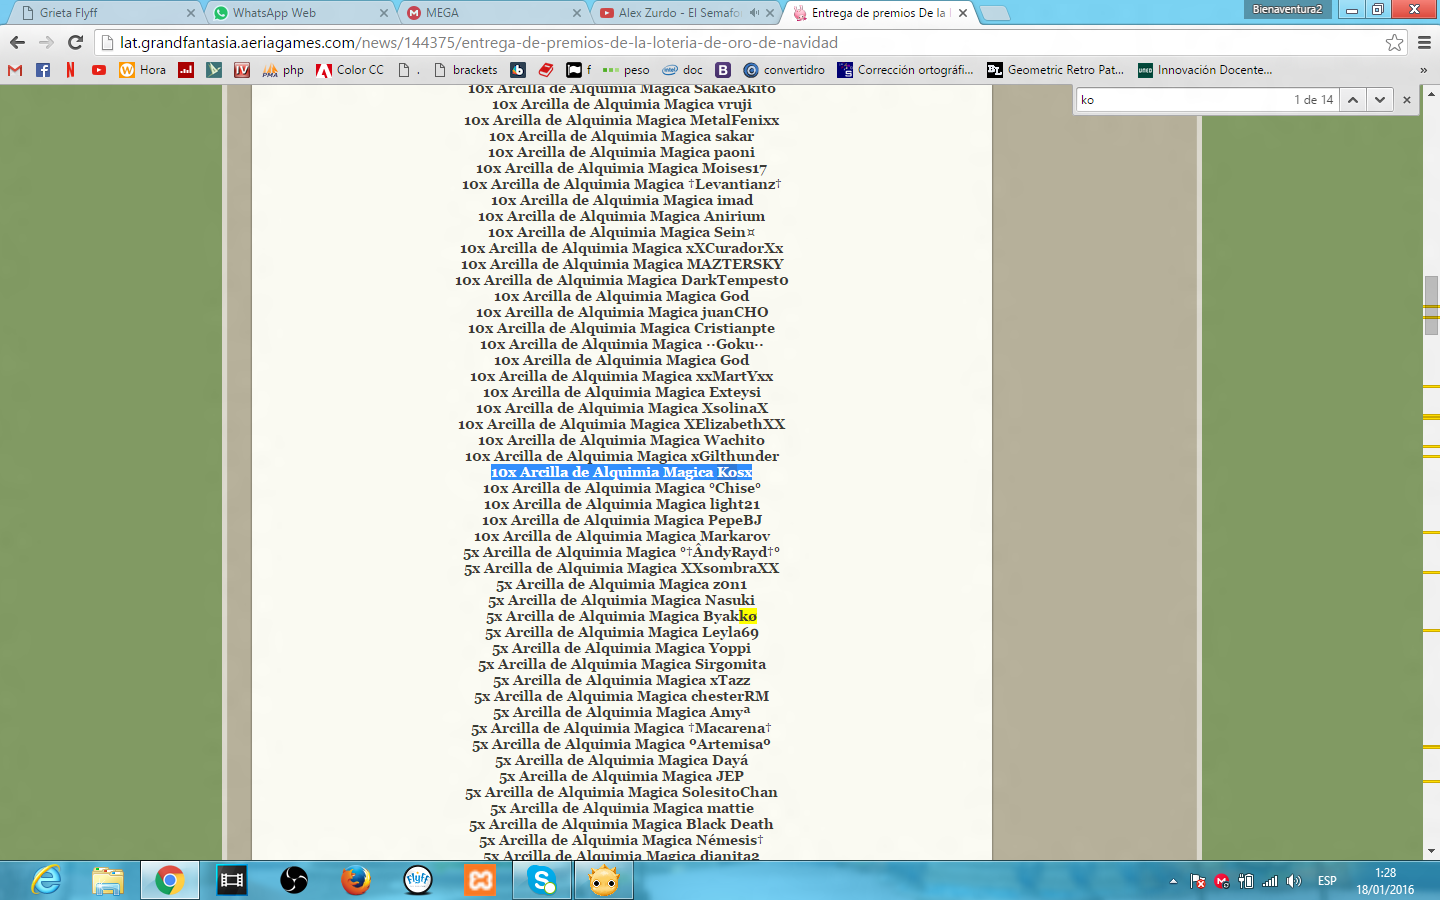 Grieta Flyff
WhatsApp Web
MEGA
Alex Zurdo - El Semafo
Entrega de premios De la
Bienaventura2
lat.grandfantasia.aeriagames.com/news/144375/entrega-de-premios-de-la-loteria-de-oro-de-navidad
Hora
php
Color CC
.
brackets
f
peso
doc
convertidro
Corrección ortográfi...
Geometric Retro Pat...
Innovación Docente...
»
ko
1 de 14
10x Arcilla de Alquimia Magica SakaeAkito
10x Arcilla de Alquimia Magica vruji
10x Arcilla de Alquimia Magica MetalFenixx
10x Arcilla de Alquimia Magica sakar
10x Arcilla de Alquimia Magica paoni
10x Arcilla de Alquimia Magica Moises17
10x Arcilla de Alquimia Magica †Levantianz†
10x Arcilla de Alquimia Magica imad
10x Arcilla de Alquimia Magica Anirium
10x Arcilla de Alquimia Magica Sein¤
10x Arcilla de Alquimia Magica xXCuradorXx
10x Arcilla de Alquimia Magica MAZTERSKY
10x Arcilla de Alquimia Magica DarkTempest0
10x Arcilla de Alquimia Magica God
10x Arcilla de Alquimia Magica juanCHO
10x Arcilla de Alquimia Magica Cristianpte
10x Arcilla de Alquimia Magica ··Goku··
10x Arcilla de Alquimia Magica God
10x Arcilla de Alquimia Magica xxMartYxx
10x Arcilla de Alquimia Magica Exteysi
10x Arcilla de Alquimia Magica XsolinaX
10x Arcilla de Alquimia Magica XElizabethXX
10x Arcilla de Alquimia Magica Wachito
10x Arcilla de Alquimia Magica xGilthunder
10x Arcilla de Alquimia Magica Kosx
10x Arcilla de Alquimia Magica °Chise°
10x Arcilla de Alquimia Magica light21
10x Arcilla de Alquimia Magica PepeBJ
10x Arcilla de Alquimia Magica Markarov
5x Arcilla de Alquimia Magica °†ÂndyRayd†°
5x Arcilla de Alquimia Magica XXsombraXX
5x Arcilla de Alquimia Magica z0n1
5x Arcilla de Alquimia Magica Nasuki
5x Arcilla de Alquimia Magica Byakko
5x Arcilla de Alquimia Magica Leyla69
5x Arcilla de Alquimia Magica Yoppi
5x Arcilla de Alquimia Magica Sirgomita
5x Arcilla de Alquimia Magica xTazz
5x Arcilla de Alquimia Magica chesterRM
5x Arcilla de Alquimia Magica Amyª
5x Arcilla de Alquimia Magica †Macarena†
5x Arcilla de Alquimia Magica ºArtemisaº
5x Arcilla de Alquimia Magica Dayá
5x Arcilla de Alquimia Magica JEP
5x Arcilla de Alquimia Magica SolesitoChan
5x Arcilla de Alquimia Magica mattie
5x Arcilla de Alquimia Magica Black Death
5x Arcilla de Alquimia Magica Némesis†
5x Arcilla de Alquimia Magica dianita2
Flyff
ESP
1:28
18/01/2016